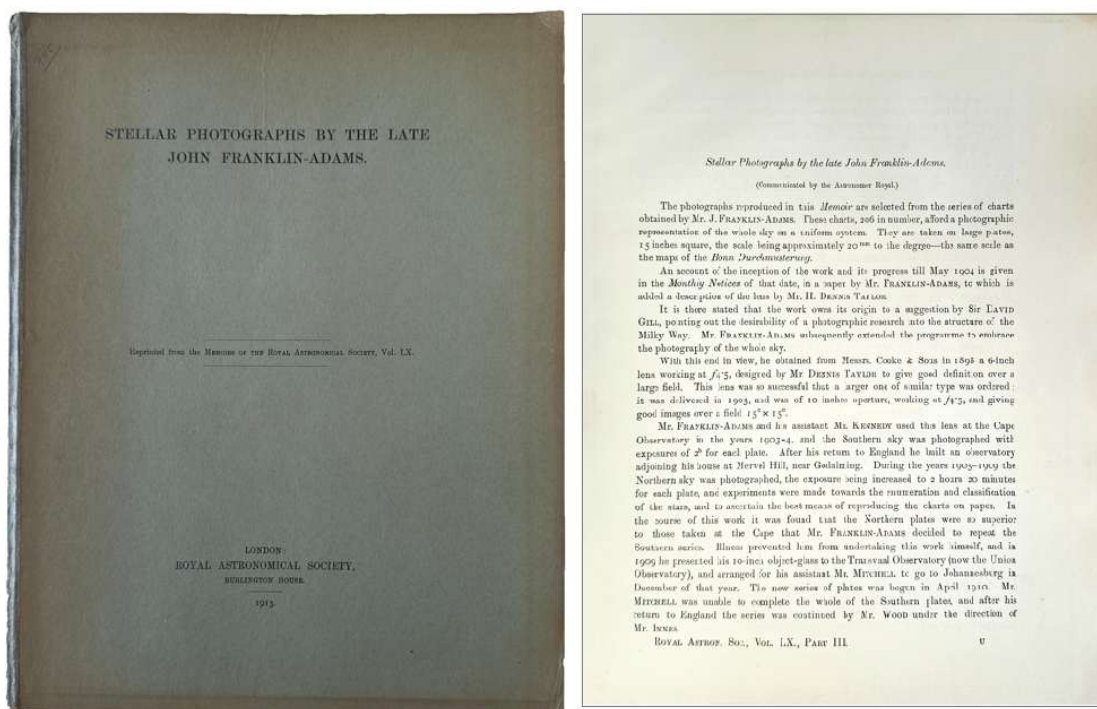 STELLAR PHOTOGRAPHS BY THE LATE
JOHN FRANKLIN-ADAMS.
Reprinted from the MEMOIRS OF THE ROYAL ASTRONOMICAL SOCIETY, VOL. LX.
LONDON:
ROYAL ASTRONOMICAL SOCIETY,
BURLINGTON HOUSE.
1913.
Stellar Photographs by the late John Franklin-Adams.
(Communicated by the Astronomer Royal.)
The photographs reproduced in this Memoir are selected from the series of charts
obtained by Mr. J. FRANKLIN-ADAMS. These charts, 206 in number, afford a photographic
representation of the whole sky on a uniform system. They are taken on large plates,
15 inches square, the scale being approximately 20mm to the degree—the same scale as
the maps of the Bonn Durchmusterung.
An account of the inception of the work and its progress till May 1904 is given
in the Monthly Notices of that date, in a paper by Mr. FRANKLIN-ADAMS, to which is
added a description of the lens by Mr. H. DENNIS TAYLOR.
It is there stated that the work owes its origin to a suggestion by Sir DAVID
GILL, pointing out the desirability of a photographic research into the structure of the
Milky Way. Mr. FRANKLIN-ADAMS subsequently extended the programme to embrace
the photography of the whole sky.
With this end in view, he obtained from Messrs. Cooke & Sons in 1898 a 6-inch
lens working at f4·5, designed by Mr DENNIS TAYLOR to give good definition over a
large field. This lens was so successful that a larger one of similar type was ordered;
it was delivered in 1903, and was of 10 inches aperture, working at f4·5, and giving
good images over a field 15° × 15°.
Mr. FRANKLIN-ADAMS and his assistant Mr. KENNEDY used this lens at the Cape
Observatory in the years 1903-4, and the Southern sky was photographed with
exposures of 2h for each plate. After his return to England he built an observatory
adjoining his house at Mervel Hill, near Godalming. During the years 1905-1909 the
Northern sky was photographed, the exposure being increased to 2 hours 20 minutes
for each plate, and experiments were made towards the enumeration and classification
of the stars, and to ascertain the best means of reproducing the charts on paper. In
the course of this work it was found that the Northern plates were so superior
to those taken at the Cape that Mr. FRANKLIN-ADAMS decided to repeat the
Southern series. Illness prevented him from undertaking this work himself, and in
1909 he presented his 10-inch object-glass to the Transvaal Observatory (now the Union
Observatory), and arranged for his assistant Mr. MITCHELL to go to Johannesburg in
December of that year. The new series of plates was begun in April 1910. Mr.
MITCHELL was unable to complete the whole of the Southern plates, and after his
return to England the series was continued by Mr. WOOD under the direction of
Mr. INNES.
ROYAL ASTRON. SOC., VOL. LX., PART III. U